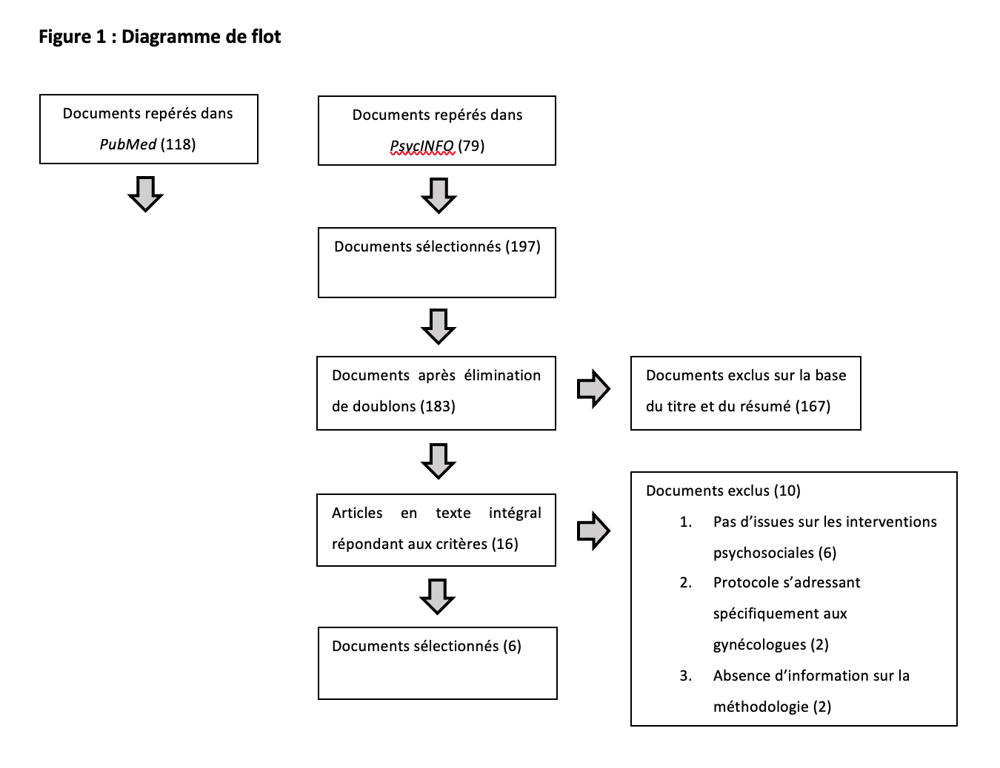 Figure 1 : Diagramme de flot
Documents repérés dans
PubMed (118)
Documents repérés dans
PsycINFO (79)
Documents sélectionnés (197)
Documents après élimination
de doublons (183)
Documents exclus sur la base
du titre et du résumé (167)
Articles en texte intégral
répondant aux critères (16)
Documents exclus (10)
1. Pas d’issues sur les interventions
psychosociales (6)
2. Protocole s’adressant
spécifiquement aux
gynécologues (2)
3. Absence d’information sur la
méthodologie (2)
Documents sélectionnés (6)